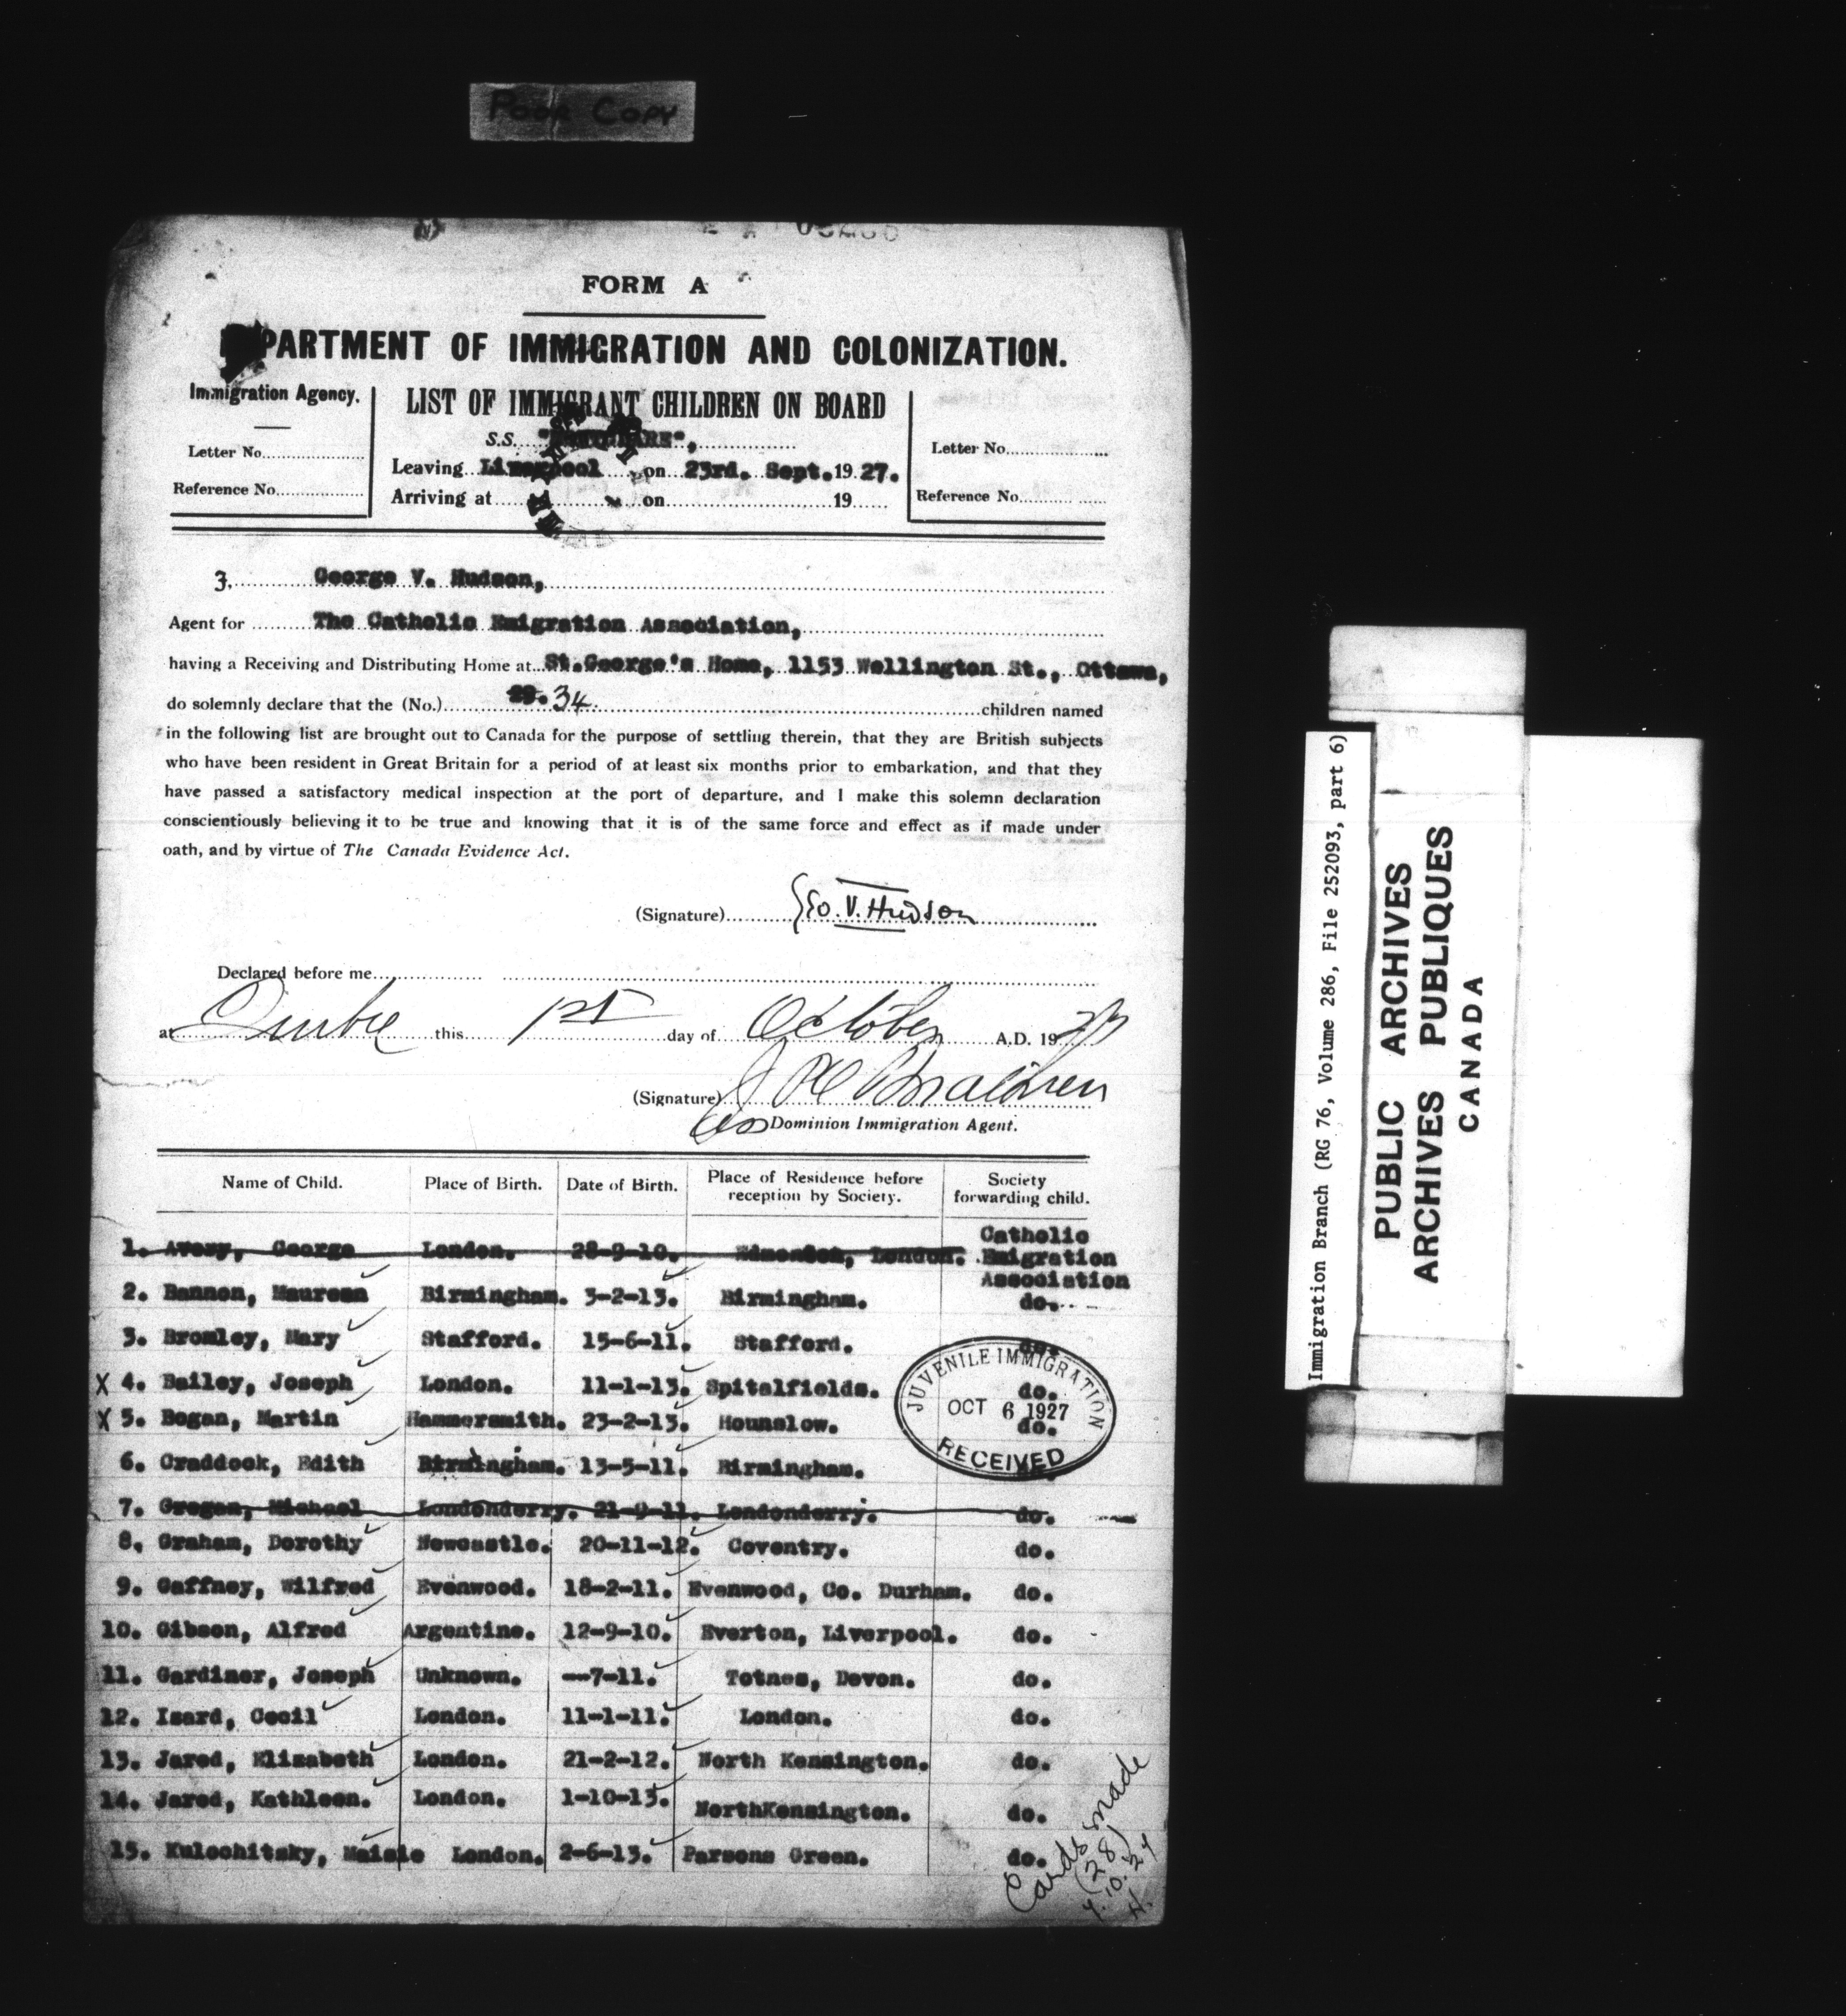 POOR COPY
FORM A
PARTMENT OF IMMIGRATION AND COLONIZATION.
Immigration Agency.
Letter No.
Reference No.
LIST OF IMMIGRANT CHILDREN ON BOARD
S.S.
Leaving Liverpool on 23rd. Sept. 19 27.
Arriving at on 19
Letter No.
Reference No.
I, George V. Hudson,
Agent for The Catholic Emigration Association,
having a Receiving and Distributing Home at St.George's Home, 1153 Wellington St., Ottawa,
do solemnly declare that the (No.) 34. children named
in the following list are brought out to Canada for the purpose of settling therein, that they are British subjects
who have been resident in Great Britain for a period of at least six months prior to embarkation, and that they
have passed a satisfactory medical inspection at the port of departure, and I make this solemn declaration
conscientiously believing it to be true and knowing that it is of the same force and effect as if made under
oath, and by virtue of The Canada Evidence Act.
(Signature) Geo. V. Hudson
Declared before me
at Quebec this 1st day of October A.D. 1927
(Signature)
Dominion Immigration Agent.
Name of Child. Place of Birth. Date of Birth. Place of Residence before reception by Society. Society forwarding child.
1. Avery, George London. 28-9-10. Edmonton, London. Catholic Emigration Association
2. Bannon, Maureen Birmingham. 3-2-13. Birmingham. do.
3. Bromley, Mary Stafford. 15-6-11. Stafford. do.
X 4. Bailey, Joseph London. 11-1-13. Spitalfields. do.
X 5. Bogan, Martin Hammersmith. 23-2-13. Hounslow. do.
6. Craddock, Edith Birmingham. 13-5-11. Birmingham.
7. Grogan, Michael Londonderry. 21-9-11. Londonderry. do.
8. Graham, Dorothy Newcastle. 20-11-12. Coventry. do.
9. Gaffney, Wilfred Evenwood. 18-2-11. Evenwood, Co. Durham. do.
10. Gibson, Alfred Argentine. 12-9-10. Everton, Liverpool. do.
11. Gardiner, Joseph Unknown. --7-11. Totnes, Devon. do.
12. Isard, Cecil London. 11-1-11. London. do.
13. Jared, Elizabeth London. 21-2-12. North Kensington. do.
14. Jared, Kathleen. London. 1-10-13. NorthKensington. do.
15. Kulochitsky, Maisie London. 2-6-13. Parsons Green. do.
JUVENILE IMMIGRATION
OCT 6 1927
RECEIVED
Cards made
(28)
7.10.27
H.
Immigration Branch (RG 76, Volume 286, File 252093, part 6)
PUBLIC ARCHIVES
ARCHIVES PUBLIQUES
CANADA